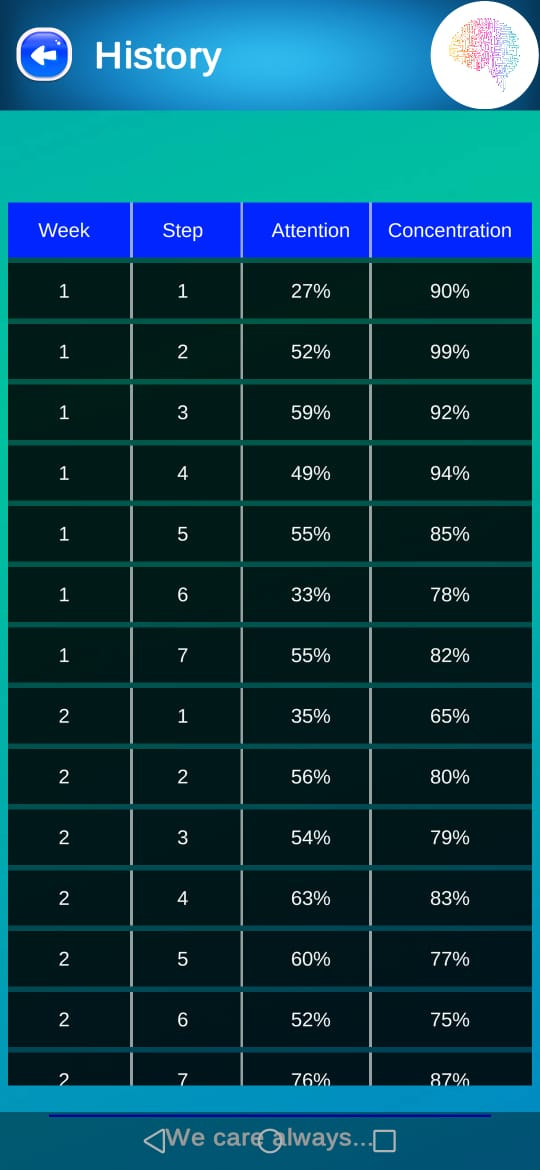 History
Week Step Attention Concentration
1 1 27% 90%
1 2 52% 99%
1 3 59% 92%
1 4 49% 94%
1 5 55% 85%
1 6 33% 78%
1 7 55% 82%
2 1 35% 65%
2 2 56% 80%
2 3 54% 79%
2 4 63% 83%
2 5 60% 77%
2 6 52% 75%
2 7 76% 87%
We care always...